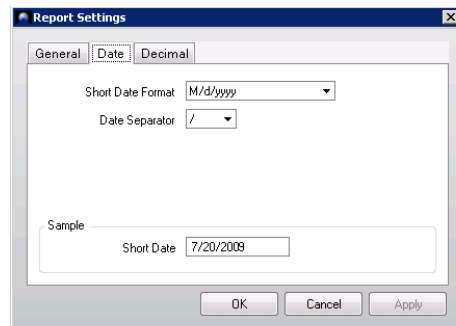 Report Settings
General Date Decimal
Short Date Format M/d/yyyy
Date Separator /
Sample
Short Date 7/20/2009
OK Cancel Apply